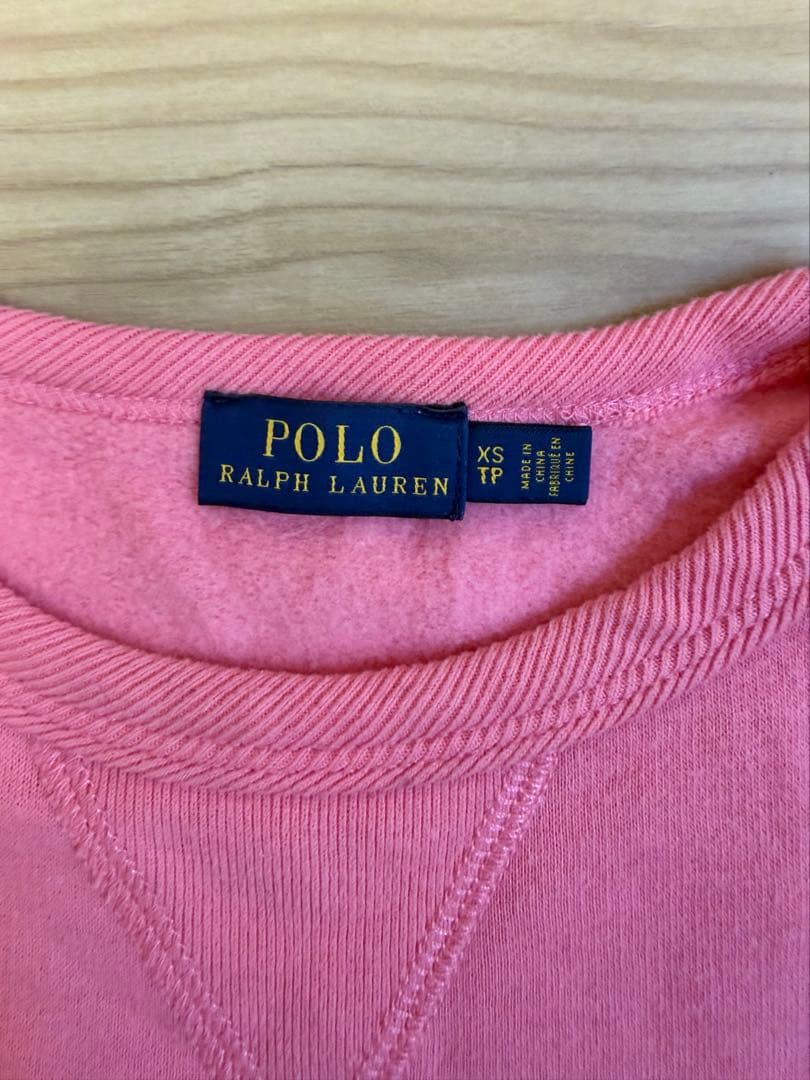 POLO
RALPH LAUREN
XS
TP
MADE IN
CHINA
FABRIQUÉ EN
CHINE